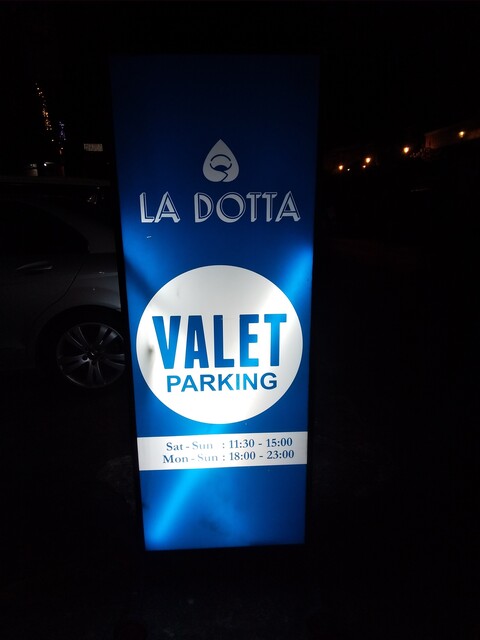 LA DOTTA
VALET
PARKING
Sat - Sun : 11:30 - 15:00
Mon - Sun : 18:00 - 23:00